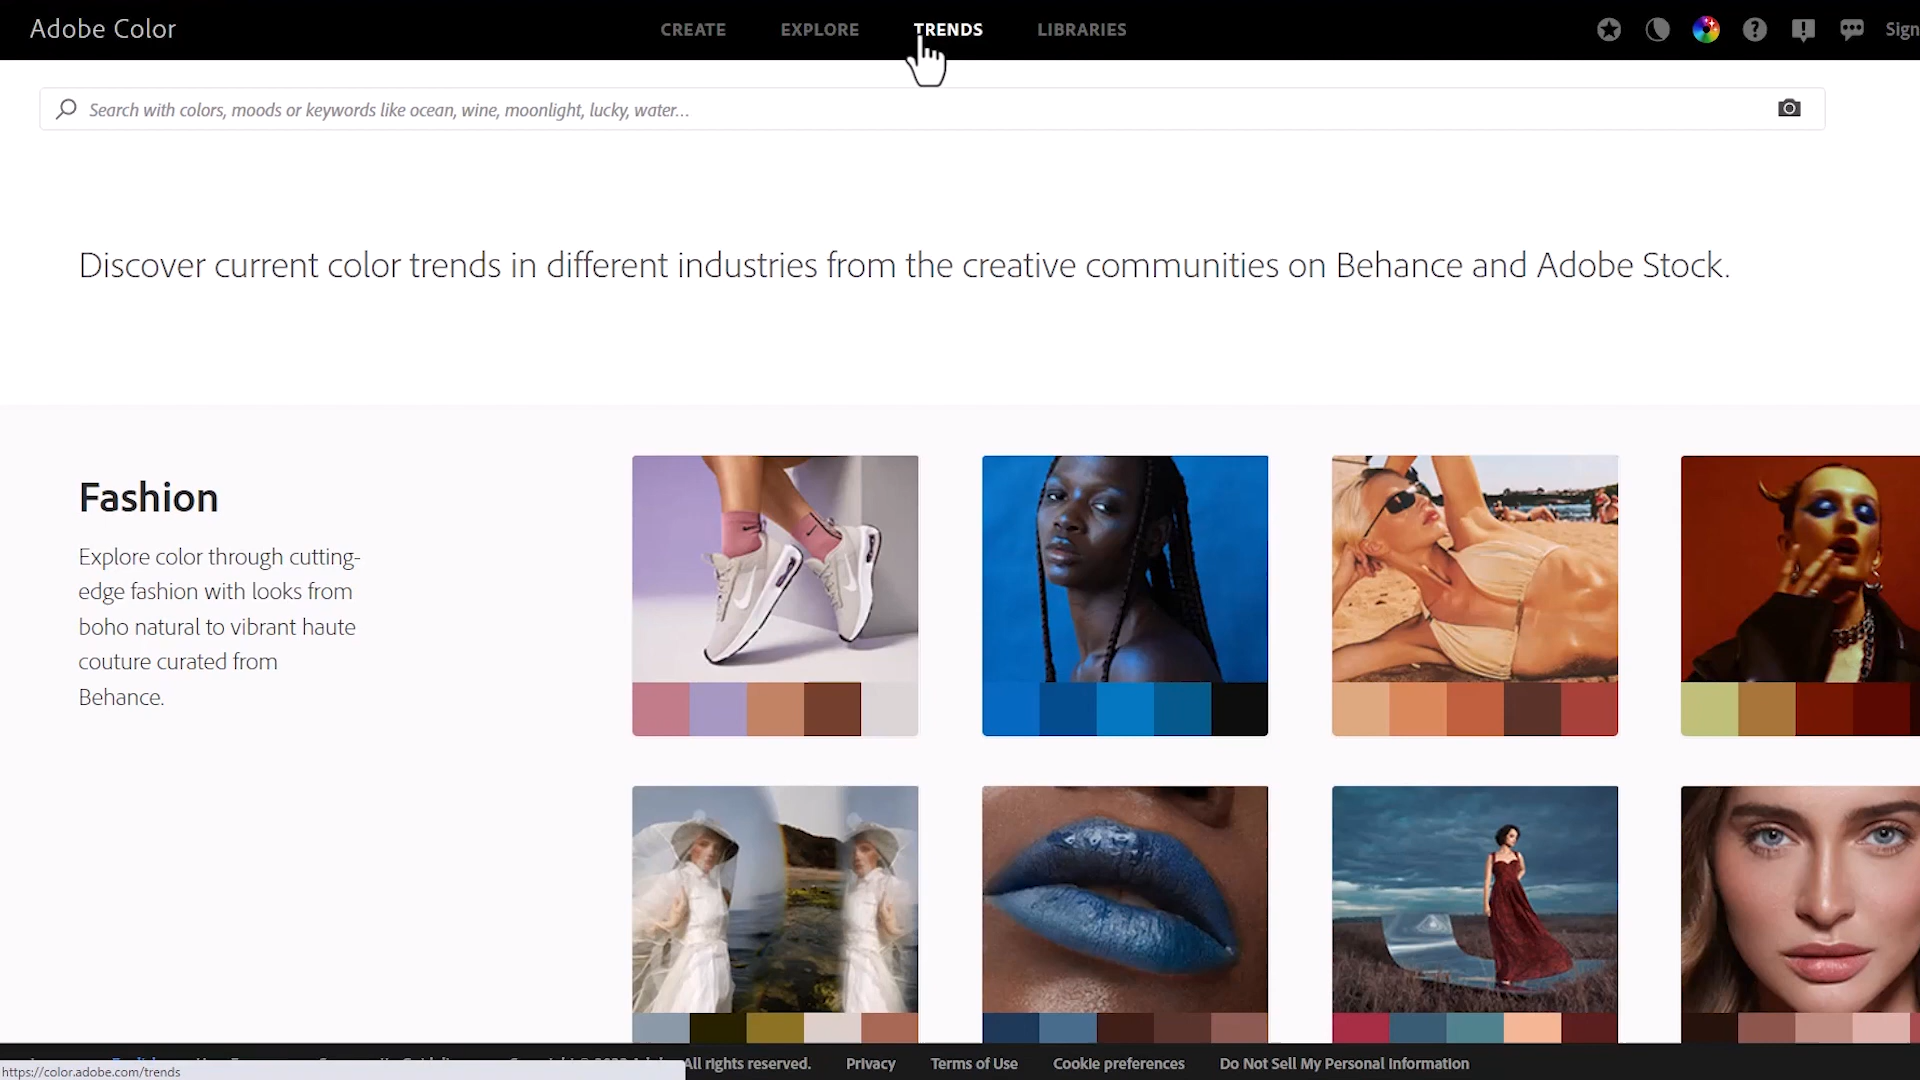 Adobe Color
CREATE EXPLORE TRENDS LIBRARIES
Sign
Search with colors, moods or keywords like ocean, wine, moonlight, lucky, water...
Discover current color trends in different industries from the creative communities on Behance and Adobe Stock.
Fashion
Explore color through cutting-
edge fashion with looks from
boho natural to vibrant haute
couture curated from
Behance.
All rights reserved. Privacy Terms of Use Cookie preferences Do Not Sell My Personal Information
https://color.adobe.com/trends